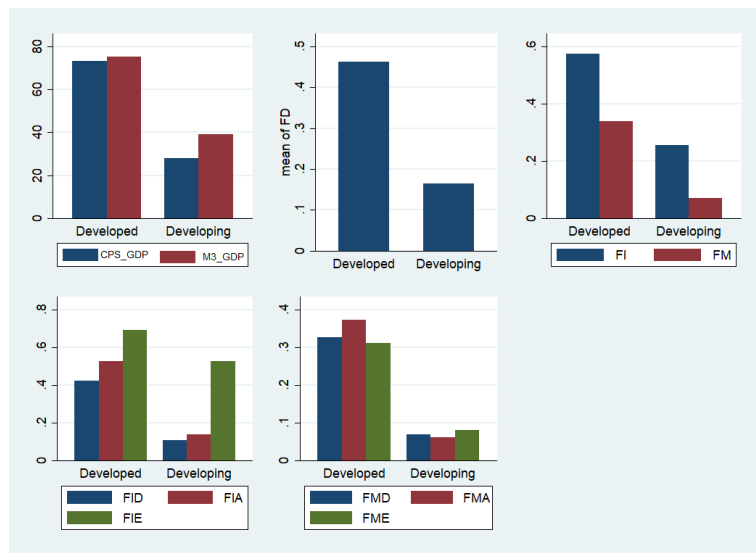 80
60
40
20
0
Developed Developing
CPS_GDP M3_GDP
mean of FD
.5
.4
.3
.2
.1
0
Developed Developing
.6
.4
.2
0
Developed Developing
FI FM
.8
.6
.4
.2
0
Developed Developing
FID FIA
FIE
.4
.3
.2
.1
0
Developed Developing
FMD FMA
FME